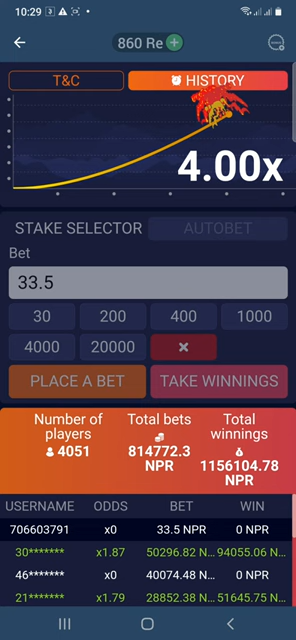 10:29
860 Re
T&C
HISTORY
4.00x
STAKE SELECTOR
AUTOBET
Bet
33.5
30
200
400
1000
4000
20000
PLACE A BET
TAKE WINNINGS
Number of players
4051
Total bets
814772.3 NPR
Total winnings
1156104.78 NPR
USERNAME ODDS BET WIN
706603791 x0 33.5 NPR 0 NPR
30******* x1.87 50296.82 N... 94055.06 N...
46******* x0 40074.48 N... 0 NPR
21******* x1.79 28852.38 N... 51645.75 N...